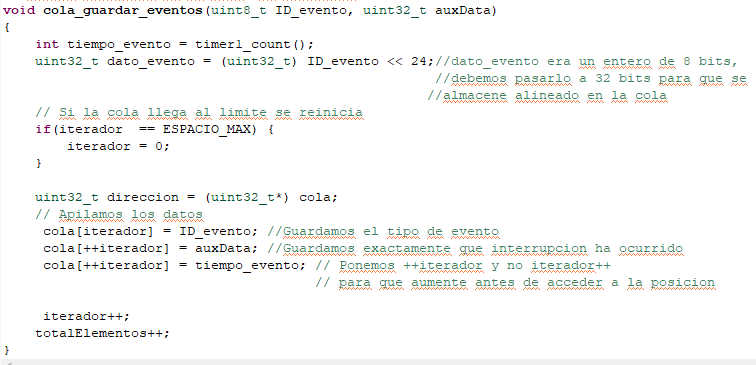 void cola_guardar_eventos(uint8_t ID_evento, uint32_t auxData)
{
    int tiempo_evento = timer1_count();
    uint32_t dato_evento = (uint32_t) ID_evento << 24;//dato_evento era un entero de 8 bits,
                                                      //debemos pasarlo a 32 bits para que se
                                                     //almacene alineado en la cola
    // Si la cola llega al limite se reinicia
    if(iterador  == ESPACIO_MAX) {
        iterador = 0;
    }

    uint32_t direccion = (uint32_t*) cola;
    // Apilamos los datos
     cola[iterador] = ID_evento; //Guardamos el tipo de evento
     cola[++iterador] = auxData; //Guardamos exactamente que interrupcion ha ocurrido
     cola[++iterador] = tiempo_evento; // Ponemos ++iterador y no iterador++
                                       // para que aumente antes de acceder a la posicion

     iterador++;
    totalElementos++;
}